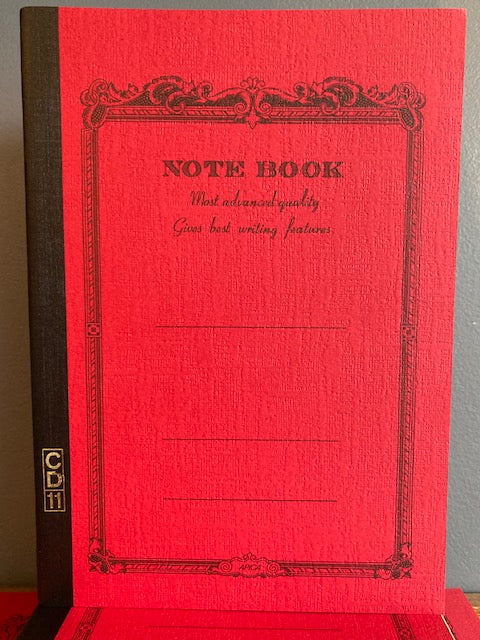 NOTE BOOK
Most advanced quality
Gives best writing features
CD
11
APICA